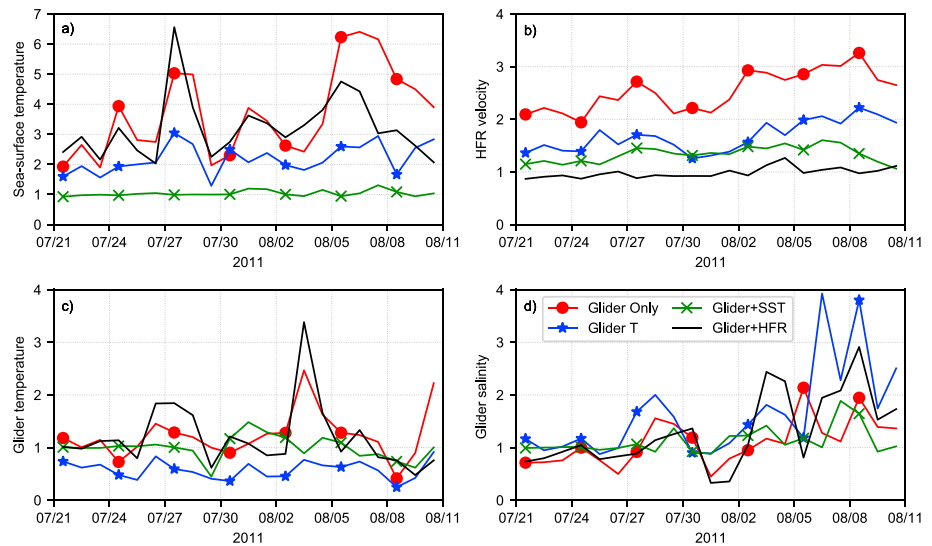 a)
Sea-surface temperature
7
6
5
4
3
2
1
0
07/21 07/24 07/27 07/30 08/02 08/05 08/08 08/11
2011
b)
HFR velocity
4
3
2
1
0
07/21 07/24 07/27 07/30 08/02 08/05 08/08 08/11
2011
c)
Glider temperature
4
3
2
1
0
07/21 07/24 07/27 07/30 08/02 08/05 08/08 08/11
2011
d)
Glider Only Glider+SST
Glider T Glider+HFR
Glider salinity
4
3
2
1
0
07/21 07/24 07/27 07/30 08/02 08/05 08/08 08/11
2011